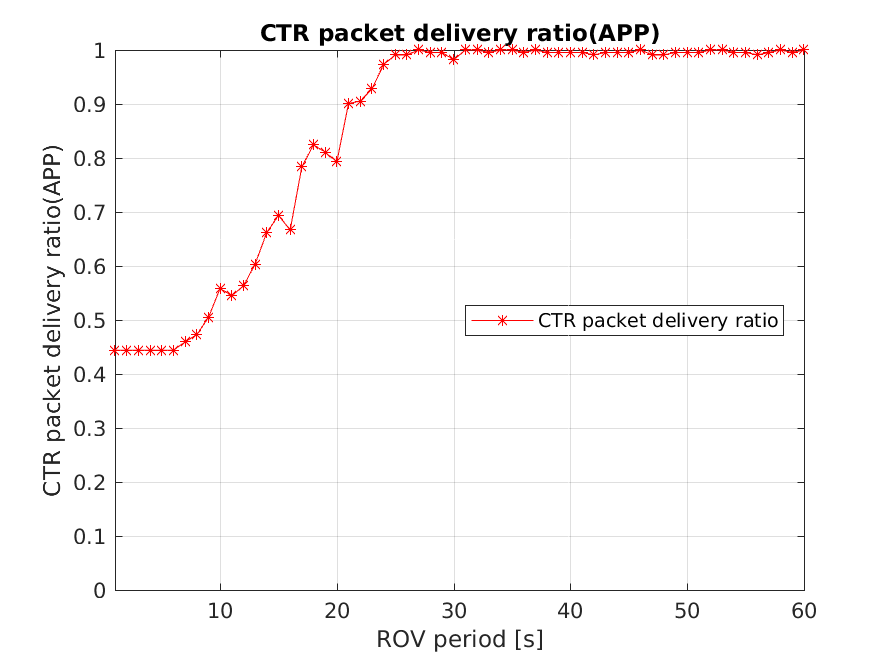 CTR packet delivery ratio(APP)
CTR packet delivery ratio(APP)
1
0.9
0.8
0.7
0.6
0.5
0.4
0.3
0.2
0.1
0
CTR packet delivery ratio
10 20 30 40 50 60
ROV period [s]